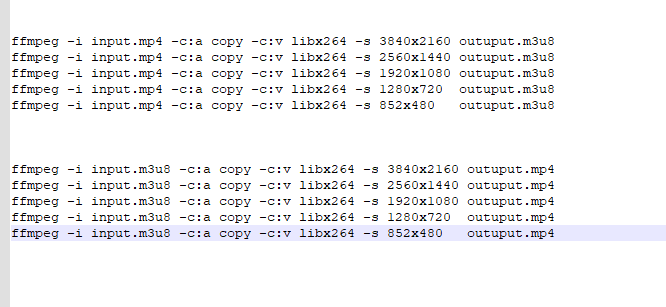 ffmpeg -i input.mp4 -c:a copy -c:v libx264 -s 3840x2160 outuput.m3u8
ffmpeg -i input.mp4 -c:a copy -c:v libx264 -s 2560x1440 outuput.m3u8
ffmpeg -i input.mp4 -c:a copy -c:v libx264 -s 1920x1080 outuput.m3u8
ffmpeg -i input.mp4 -c:a copy -c:v libx264 -s 1280x720  outuput.m3u8
ffmpeg -i input.mp4 -c:a copy -c:v libx264 -s 852x480   outuput.m3u8
ffmpeg -i input.m3u8 -c:a copy -c:v libx264 -s 3840x2160 outuput.mp4
ffmpeg -i input.m3u8 -c:a copy -c:v libx264 -s 2560x1440 outuput.mp4
ffmpeg -i input.m3u8 -c:a copy -c:v libx264 -s 1920x1080 outuput.mp4
ffmpeg -i input.m3u8 -c:a copy -c:v libx264 -s 1280x720  outuput.mp4
ffmpeg -i input.m3u8 -c:a copy -c:v libx264 -s 852x480   outuput.mp4